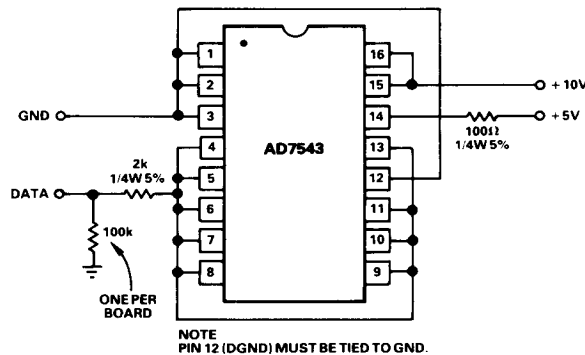 1
2
3
4
5
6
7
8
16
15
14
13
12
11
10
9
AD7543
GND
DATA
2k
1/4W 5%
100k
ONE PER
BOARD
+ 10V
+ 5V
100Ω
1/4W 5%
NOTE
PIN 12 (DGND) MUST BE TIED TO GND.